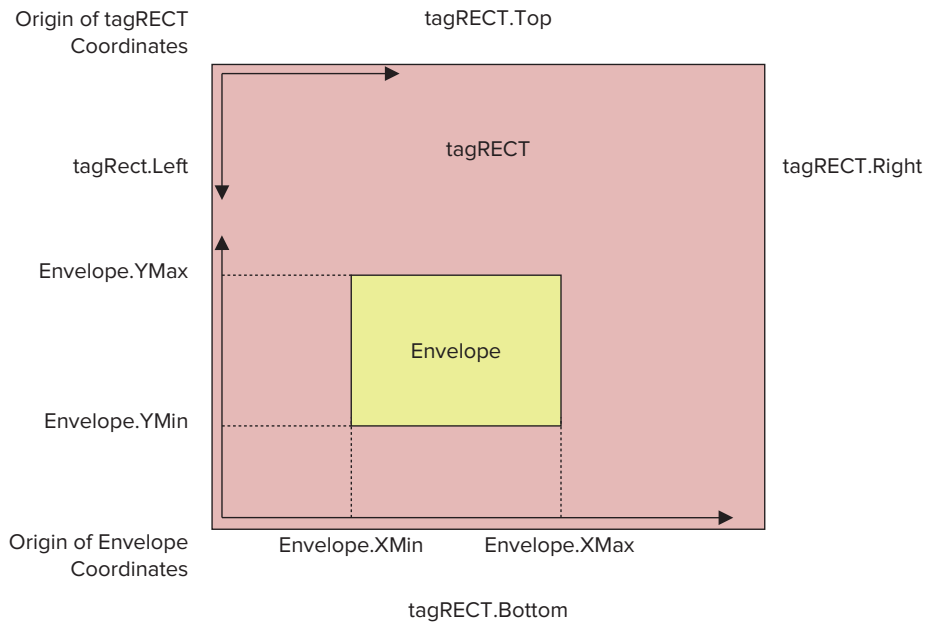 Origin of tagRECT
Coordinates
tagRECT.Top
tagRECT
tagRect.Left
tagRECT.Right
Envelope.YMax
Envelope
Envelope.YMin
Origin of Envelope
Coordinates
Envelope.XMin
Envelope.XMax
tagRECT.Bottom